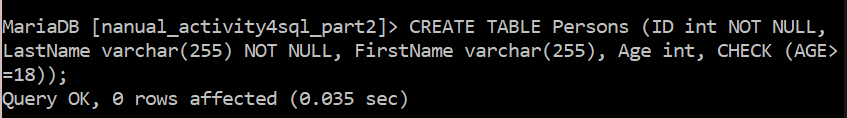 MariaDB [nanual_activity4sql_part2]> CREATE TABLE Persons (ID int NOT NULL,
LastName varchar(255) NOT NULL, FirstName varchar(255), Age int, CHECK (AGE>
=18));
Query OK, 0 rows affected (0.035 sec)